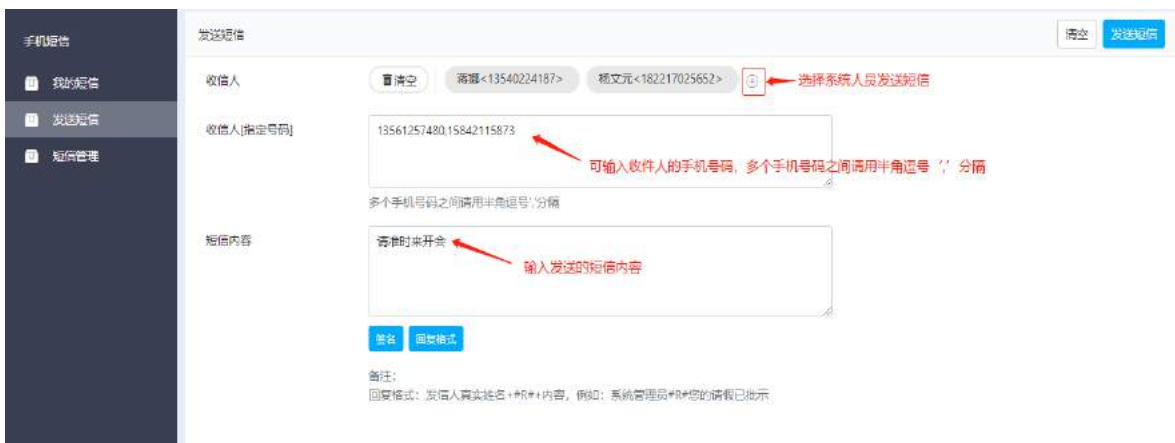 手机短信
我的短信
发送短信
短信管理
发送短信
清空 发送短信
收信人 清空 蒋娜<13540224187> 杨文元<182217025652> 选择系统人员发送短信
收信人[指定号码] 13561257480,15842115873
可输入收件人的手机号码，多个手机号码之间请用半角逗号 ',' 分隔
多个手机号码之间请用半角逗号','分隔
短信内容 请准时来开会
输入发送的短信内容
签名 回复格式
备注：
回复格式：发信人真实姓名+#R#+内容，例如：系统管理员#R#您的请假已批示